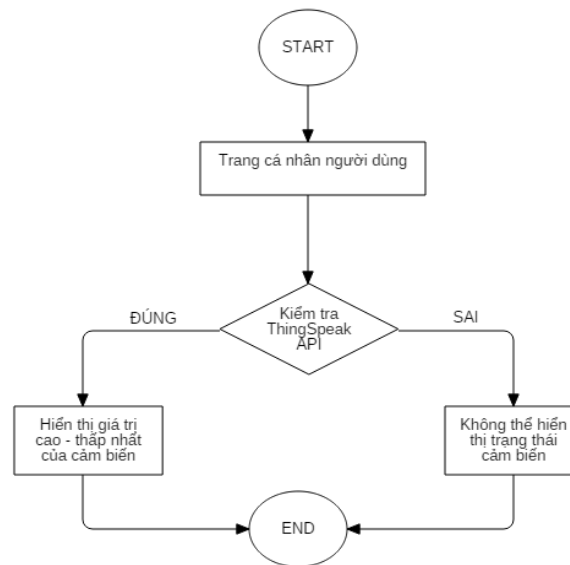 START
Trang cá nhân người dùng
Kiểm tra
ThingSpeak
API
ĐÚNG
SAI
Hiển thị giá trị
cao - thấp nhất
của cảm biến
Không thể hiển
thị trạng thái
cảm biến
END